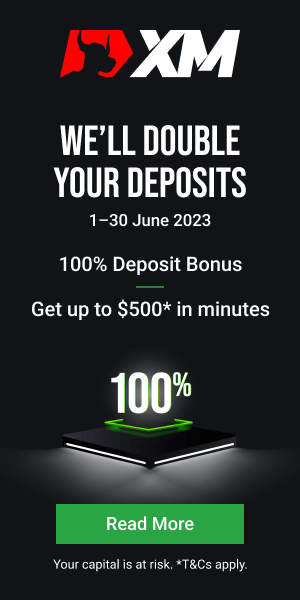 XM
WE’LL DOUBLE
YOUR DEPOSITS
1–30 June 2023
100% Deposit Bonus
Get up to $500* in minutes
100%
Read More
Your capital is at risk. *T&Cs apply.